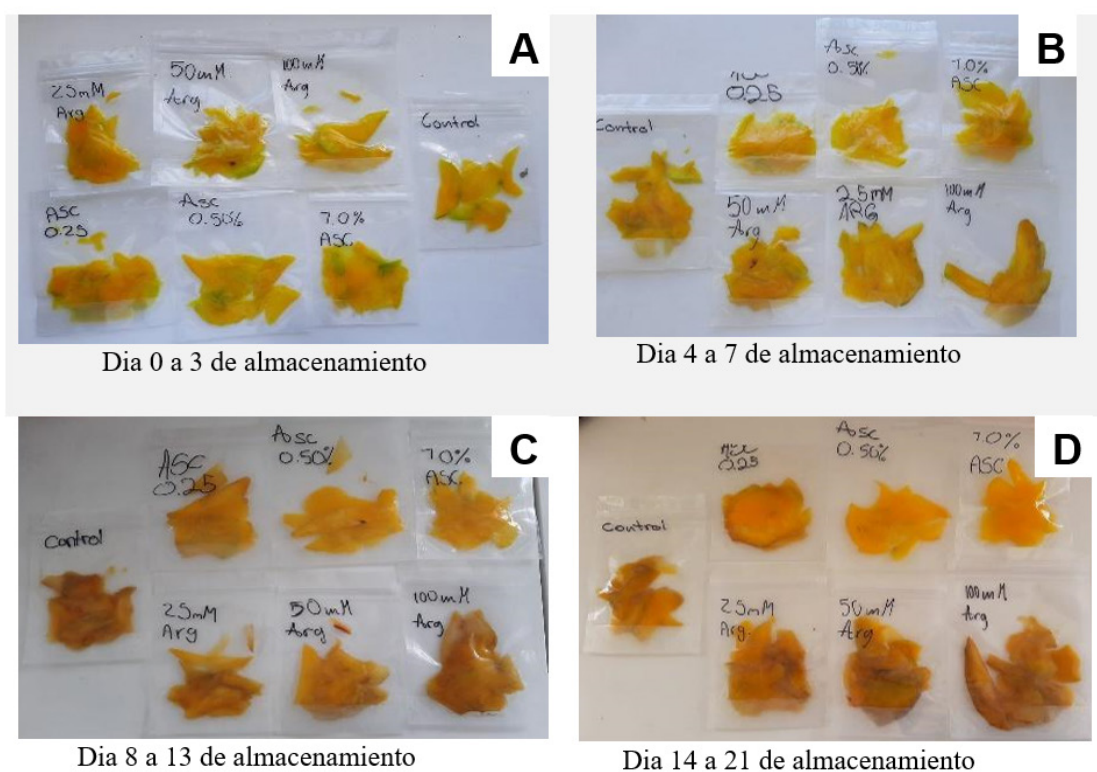 A
25mM
Arg
50mM
Arg
100mM
Arg
Control
ASC
0.25
Asc
0.50%
1.0%
ASC
Dia 0 a 3 de almacenamiento
B
Control
0.25
Asc
0.50%
1.0%
ASC
50mM
Arg
25mM
ARG
100mM
Arg
Dia 4 a 7 de almacenamiento
C
Control
ASC
0.25
Asc
0.50%
1.0%
ASC
25mM
Arg
50mM
Arg
100mM
Arg
Dia 8 a 13 de almacenamiento
D
Control
0.25
Asc
0.50%
1.0%
ASC
25mM
Arg
50mM
Arg
100mM
Arg
Dia 14 a 21 de almacenamiento